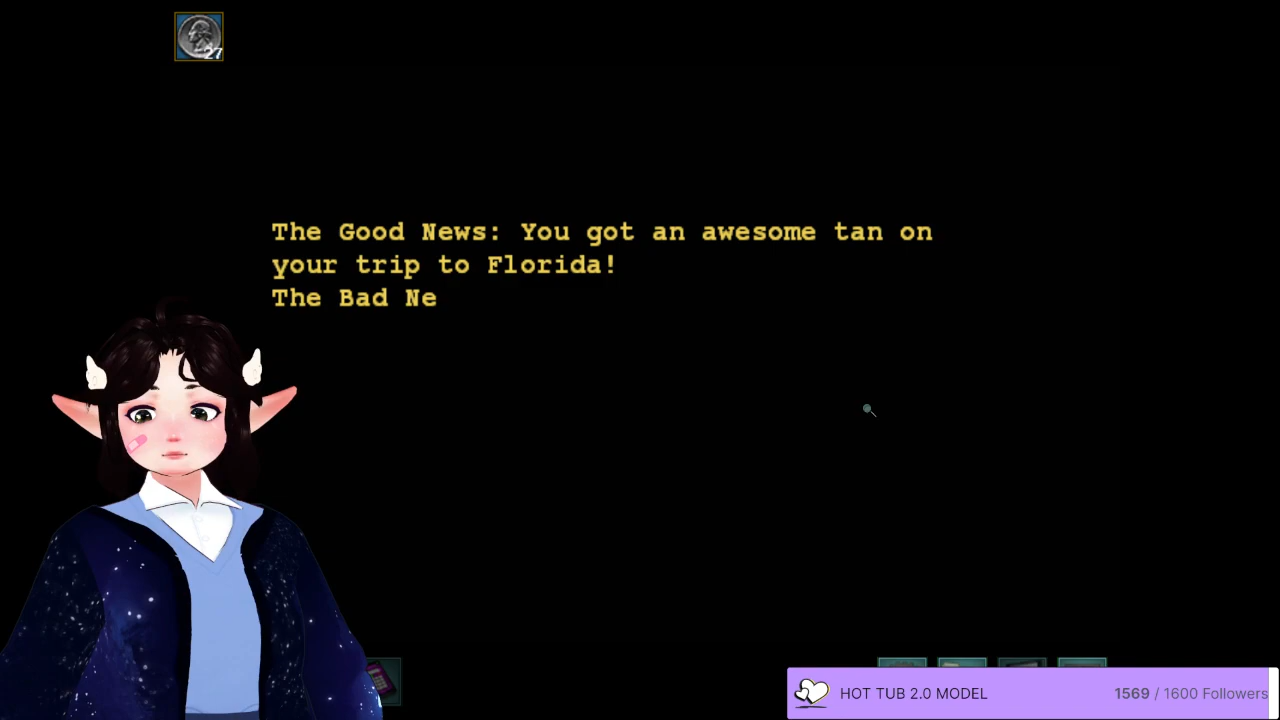 27
The Good News: You got an awesome tan on
your trip to Florida!
The Bad Ne
HOT TUB 2.0 MODEL
1569 / 1600 Followers